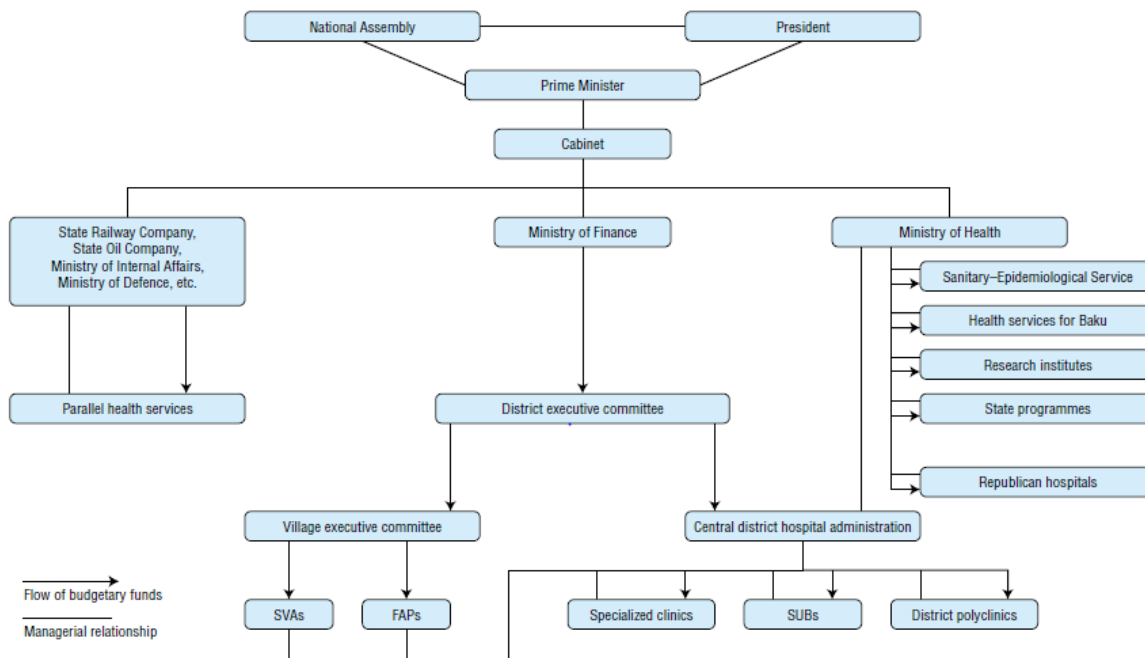 National Assembly
President
Prime Minister
Cabinet
State Railway Company,
State Oil Company,
Ministry of Internal Affairs,
Ministry of Defence, etc.
Ministry of Finance
Ministry of Health
Sanitary–Epidemiological Service
Health services for Baku
Research institutes
State programmes
Republican hospitals
Parallel health services
District executive committee
Village executive committee
Central district hospital administration
Flow of budgetary funds
Managerial relationship
SVAs
FAPs
Specialized clinics
SUBs
District polyclinics